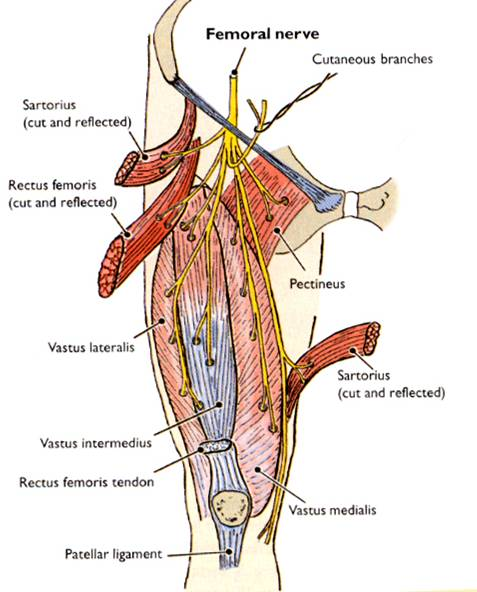 Femoral nerve
Cutaneous branches
Sartorius
(cut and reflected)
Rectus femoris
(cut and reflected)
Pectineus
Vastus lateralis
Sartorius
(cut and reflected)
Vastus intermedius
Rectus femoris tendon
Vastus medialis
Patellar ligament